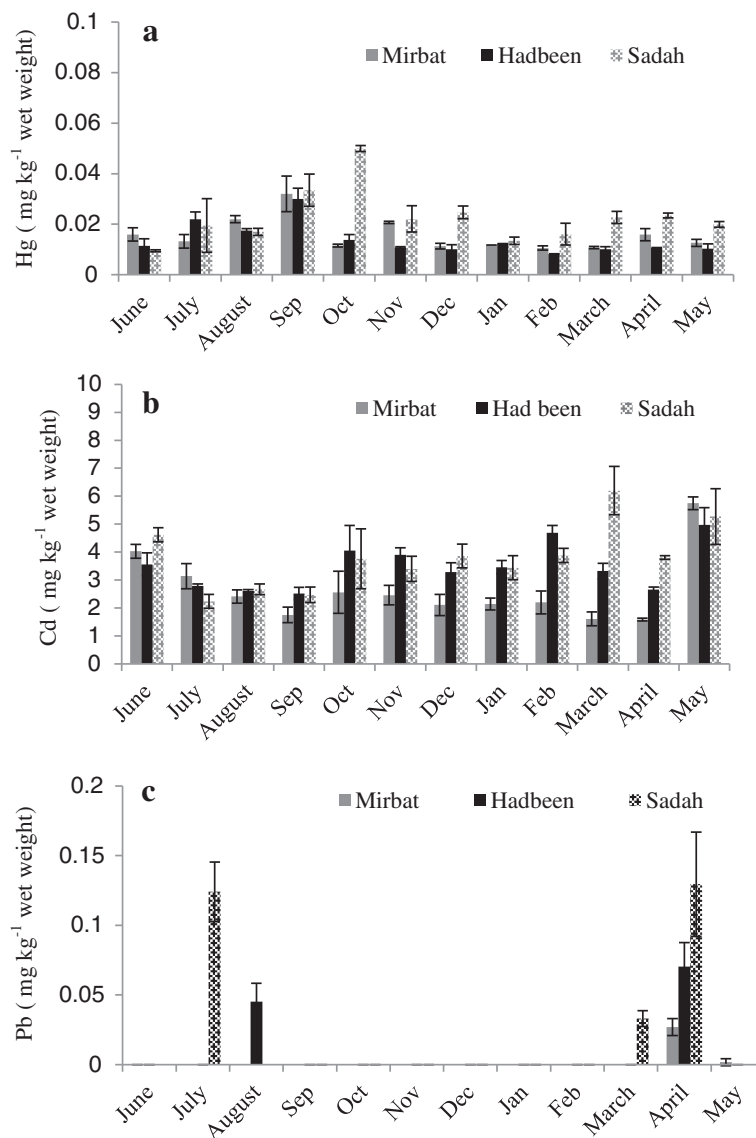 a
Mirbat Hadbeen Sadah
Hg ( mg kg-1 wet weight)
0.1
0.08
0.06
0.04
0.02
0
June July August Sep Oct Nov Dec Jan Feb March April May
b
Mirbat Had been Sadah
Cd ( mg kg-1 wet weight)
10
9
8
7
6
5
4
3
2
1
0
June July August Sep Oct Nov Dec Jan Feb March April May
c
Mirbat Hadbeen Sadah
Pb ( mg kg-1 wet weight)
0.2
0.15
0.1
0.05
0
June July August Sep Oct Nov Dec Jan Feb March April May